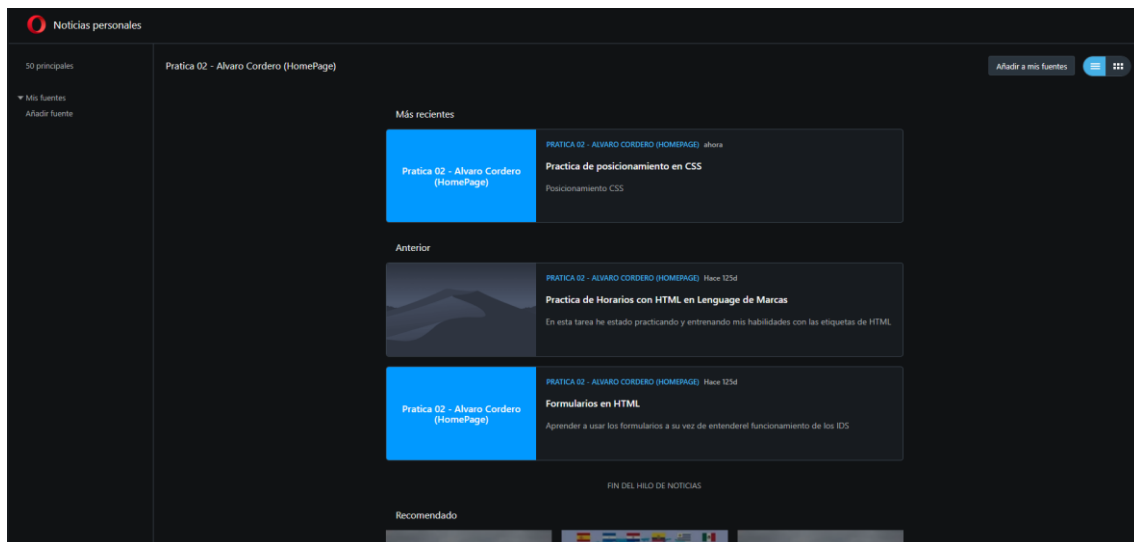 Noticias personales
50 principales
Pratica 02 - Alvaro Cordero (HomePage)
Añadir a mis fuentes
Mis fuentes
Añadir fuente
Más recientes
Pratica 02 - Alvaro Cordero
(HomePage)
PRATICA 02 - ALVARO CORDERO (HOMEPAGE) ahora
Practica de posicionamiento en CSS
Posicionamiento CSS
Anterior
PRATICA 02 - ALVARO CORDERO (HOMEPAGE) Hace 125d
Practica de Horarios con HTML en Lenguage de Marcas
En esta tarea he estado practicando y entrenando mis habilidades con las etiquetas de HTML
Pratica 02 - Alvaro Cordero
(HomePage)
PRATICA 02 - ALVARO CORDERO (HOMEPAGE) Hace 125d
Formularios en HTML
Aprender a usar los formularios a su vez de entenderel funcionamiento de los IDS
FIN DEL HILO DE NOTICIAS
Recomendado